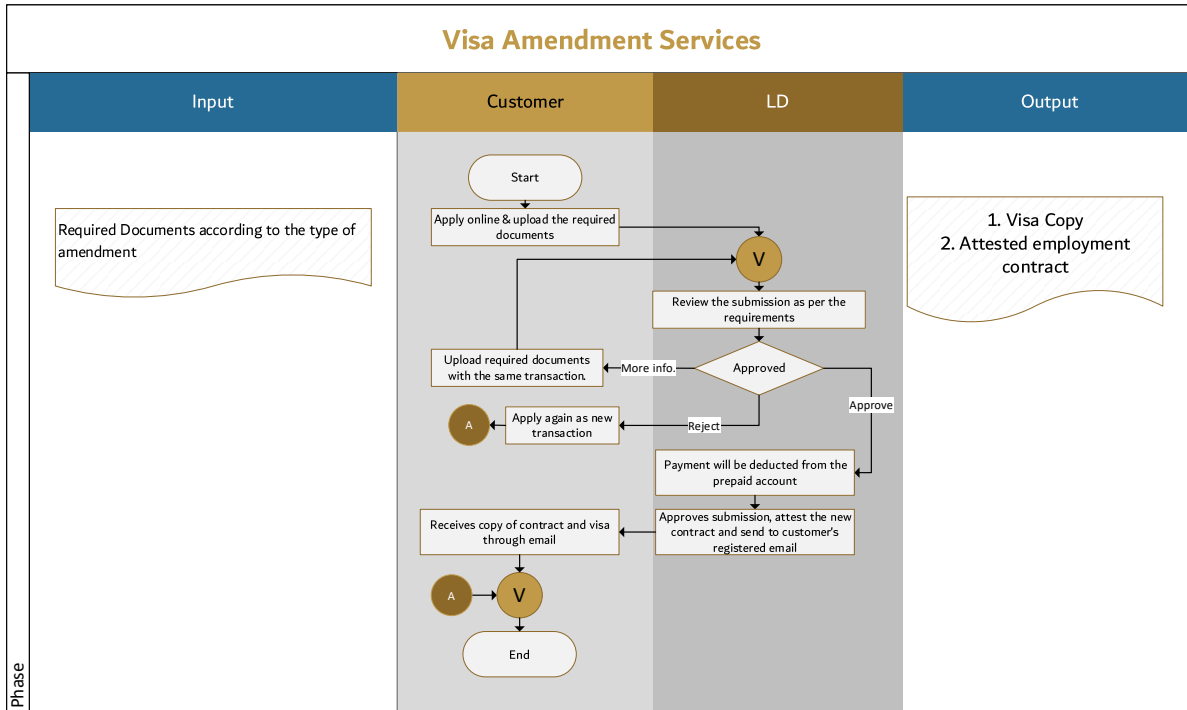 Visa Amendment Services
Input
Customer
LD
Output
Phase
Required Documents according to the type of
amendment
Start
Apply online & upload the required
documents
V
Review the submission as per the
requirements
Approved
More info.
Upload required documents
with the same transaction.
Approve
Reject
Apply again as new
transaction
A
Payment will be deducted from the
prepaid account
Approves submission, attest the new
contract and send to customer's
registered email
Receives copy of contract and visa
through email
A
V
End
1. Visa Copy
2. Attested employment
contract